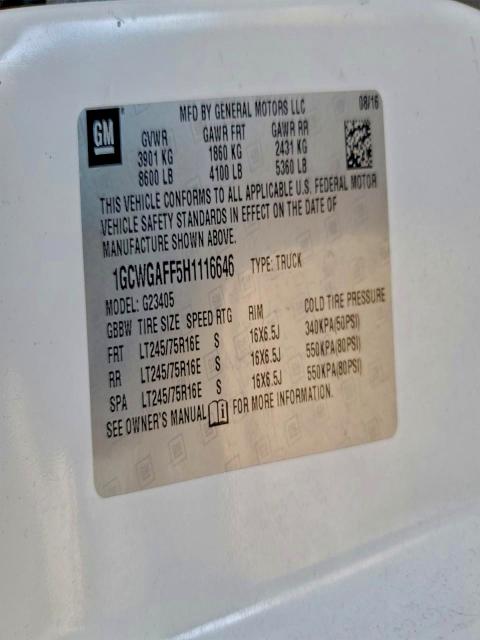 GM
MFD BY GENERAL MOTORS LLC 08/16
GVWR GAWR FRT GAWR RR
3901 KG 1860 KG 2431 KG
8600 LB 4100 LB 5360 LB
THIS VEHICLE CONFORMS TO ALL APPLICABLE U.S. FEDERAL MOTOR
VEHICLE SAFETY STANDARDS IN EFFECT ON THE DATE OF
MANUFACTURE SHOWN ABOVE.
1GCWGAFF5H1116646 TYPE: TRUCK
MODEL: G23405
GBBW TIRE SIZE SPEED RTG RIM COLD TIRE PRESSURE
FRT LT245/75R16E S 16X6.5J 340KPA(50PSI)
RR LT245/75R16E S 16X6.5J 550KPA(80PSI)
SPA LT245/75R16E S 16X6.5J 550KPA(80PSI)
SEE OWNER'S MANUAL FOR MORE INFORMATION.